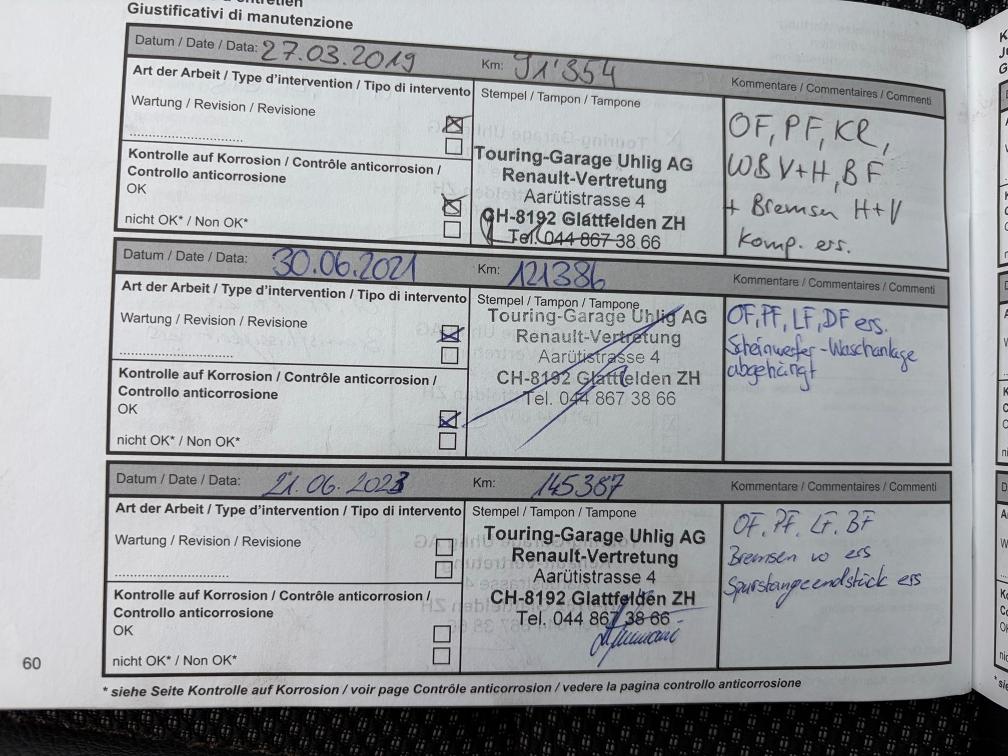 Giustificativi di manutenzione
Datum / Date / Data: 27.03.2019 Km: 91'354 Kommentare / Commentaires / Commenti
Art der Arbeit / Type d'intervention / Tipo di intervento
Wartung / Revision / Revisione
Kontrolle auf Korrosion / Contrôle anticorrosion /
Controllo anticorrosione
OK
nicht OK* / Non OK*
Stempel / Tampon / Tampone
Touring-Garage Uhlig AG
Renault-Vertretung
Aarütistrasse 4
CH-8192 Glattfelden ZH
Tel. 044 867 38 66
OF, PF, KR,
WB V+H, BF
+ Bremsen H+V
komp. ers.
Datum / Date / Data: 30.06.2021 Km: 121386 Kommentare / Commentaires / Commenti
Art der Arbeit / Type d'intervention / Tipo di intervento
Wartung / Revision / Revisione
Kontrolle auf Korrosion / Contrôle anticorrosion /
Controllo anticorrosione
OK
nicht OK* / Non OK*
Stempel / Tampon / Tampone
Touring-Garage Uhlig AG
Renault-Vertretung
Aarütistrasse 4
CH-8192 Glattfelden ZH
Tel. 044 867 38 66
OF, PF, LF, DF ers.
Scheinwerfer-Waschanlage
abgehängt
Datum / Date / Data: 21.06.2023 Km: 145387 Kommentare / Commentaires / Commenti
Art der Arbeit / Type d'intervention / Tipo di intervento
Wartung / Revision / Revisione
Kontrolle auf Korrosion / Contrôle anticorrosion /
Controllo anticorrosione
OK
nicht OK* / Non OK*
Stempel / Tampon / Tampone
Touring-Garage Uhlig AG
Renault-Vertretung
Aarütistrasse 4
CH-8192 Glattfelden ZH
Tel. 044 867 38 66
OF, PF, LF, BF
Bremsen vo ers
Spurstangeendstück ers
60
* siehe Seite Kontrolle auf Korrosion / voir page Contrôle anticorrosion / vedere la pagina controllo anticorrosione